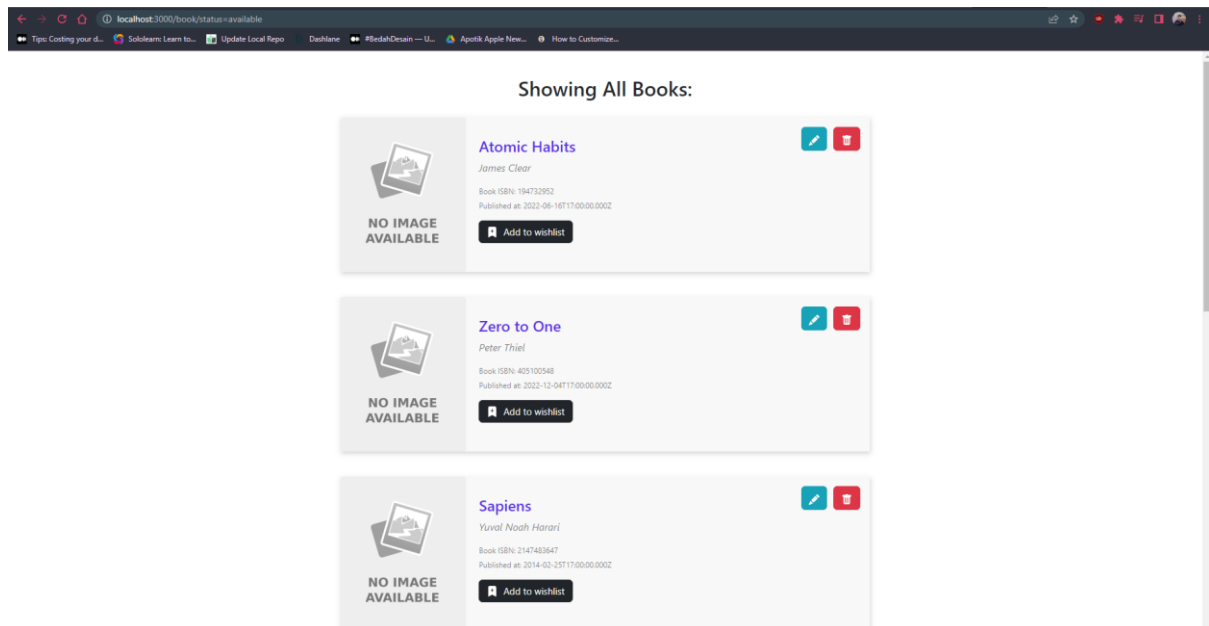 localhost:3000/book/status=available
Tips: Costing your d... Sololearn: Learn to... Update Local Repo Dashlane #BedahDesain — U... Apotik Apple New... How to Customize...
Showing All Books:
NO IMAGE AVAILABLE
Atomic Habits
James Clear
Book ISBN: 194732952
Published at: 2022-06-16T17:00:00.000Z
Add to wishlist
NO IMAGE AVAILABLE
Zero to One
Peter Thiel
Book ISBN: 405100548
Published at: 2022-12-04T17:00:00.000Z
Add to wishlist
NO IMAGE AVAILABLE
Sapiens
Yuval Noah Harari
Book ISBN: 2147483647
Published at: 2014-02-25T17:00:00.000Z
Add to wishlist